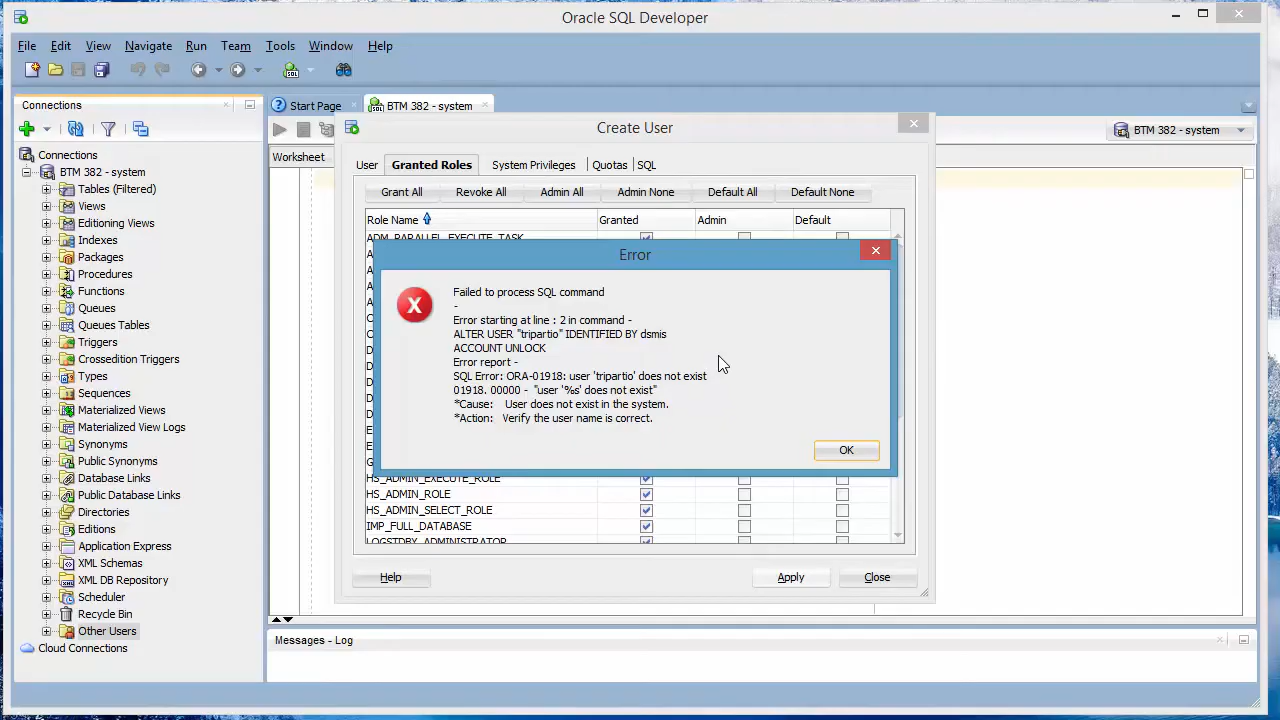 Oracle SQL Developer
File Edit View Navigate Run Team Tools Window Help
Connections
Start Page
BTM 382 - system
Worksheet
BTM 382 - system
Connections
BTM 382 - system
Tables (Filtered)
Views
Editioning Views
Indexes
Packages
Procedures
Functions
Queues
Queues Tables
Triggers
Crossedition Triggers
Types
Sequences
Materialized Views
Materialized View Logs
Synonyms
Public Synonyms
Database Links
Public Database Links
Directories
Editions
Application Express
XML Schemas
XML DB Repository
Scheduler
Recycle Bin
Other Users
Cloud Connections
Create User
User Granted Roles System Privileges Quotas SQL
Grant All Revoke All Admin All Admin None Default All Default None
Role Name Granted Admin Default
ADM_PARALLEL_EXECUTE_TASK
Error
Failed to process SQL command
-
Error starting at line : 2 in command -
ALTER USER "tripartio" IDENTIFIED BY dsmis
ACCOUNT UNLOCK
Error report -
SQL Error: ORA-01918: user 'tripartio' does not exist
01918. 00000 - "user '%s' does not exist"
*Cause: User does not exist in the system.
*Action: Verify the user name is correct.
OK
HS_ADMIN_EXECUTE_ROLE
HS_ADMIN_ROLE
HS_ADMIN_SELECT_ROLE
IMP_FULL_DATABASE
LOGSTDBY_ADMINISTRATOR
Help Apply Close
Messages - Log